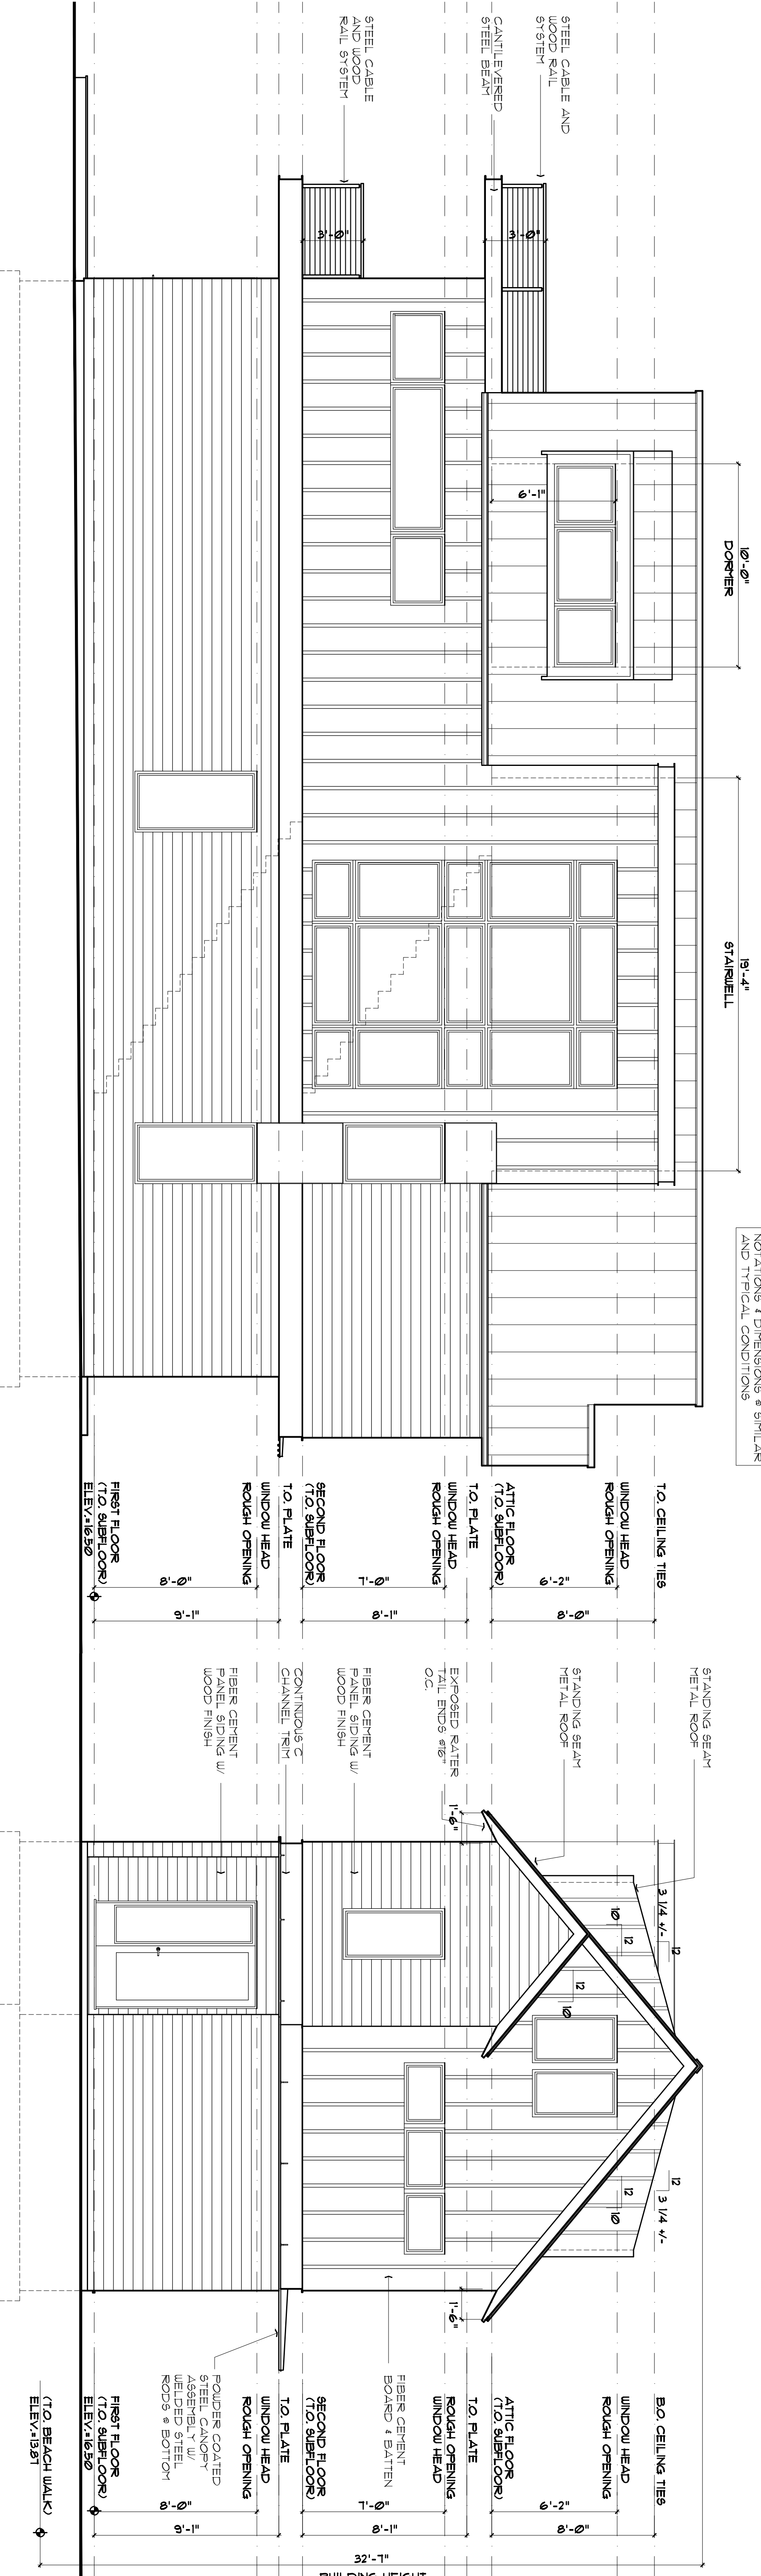 STEEL CABLE AND
WOOD RAIL
SYSTEM
CANTILEVERED
STEEL BEAM
STEEL CABLE
AND WOOD
RAIL SYSTEM
3'-0"
3'-0"
10'-0"
DORMER
6'-1"
19'-4"
STAIRWELL
NOTATIONS & DIMENSIONS @ SIMILAR
AND TYPICAL CONDITIONS
T.O. CEILING TIES
WINDOW HEAD
ROUGH OPENING
ATTIC FLOOR
(T.O. SUBFLOOR)
T.O. PLATE
WINDOW HEAD
ROUGH OPENING
SECOND FLOOR
(T.O. SUBFLOOR)
T.O. PLATE
WINDOW HEAD
ROUGH OPENING
FIRST FLOOR
(T.O. SUBFLOOR)
ELEV.=16.50
6'-2"
8'-0"
7'-0"
8'-1"
8'-0"
9'-1"
STANDING SEAM
METAL ROOF
STANDING SEAM
METAL ROOF
EXPOSED RATER
TAIL ENDS @16"
O.C.
FIBER CEMENT
PANEL SIDING W/
WOOD FINISH
CONTINUOUS C
CHANNEL TRIM
FIBER CEMENT
PANEL SIDING W/
WOOD FINISH
1'-6"
3 1/4 +/-
12
12
10
12
10
12
3 1/4 +/-
12
10
1'-6"
FIBER CEMENT
BOARD & BATTEN
POWDER COATED
STEEL CANOPY
ASSEMBLY W/
WELDED STEEL
RODS @ BOTTOM
B.O. CEILING TIES
WINDOW HEAD
ROUGH OPENING
ATTIC FLOOR
(T.O. SUBFLOOR)
T.O. PLATE
ROUGH OPENING
WINDOW HEAD
SECOND FLOOR
(T.O. SUBFLOOR)
T.O. PLATE
WINDOW HEAD
ROUGH OPENING
FIRST FLOOR
(T.O. SUBFLOOR)
ELEV.=16.50
(T.O. BEACH WALK)
ELEV.=13.87
6'-2"
8'-0"
7'-0"
8'-1"
8'-0"
9'-1"
32'-7"
BUILDING HEIGHT